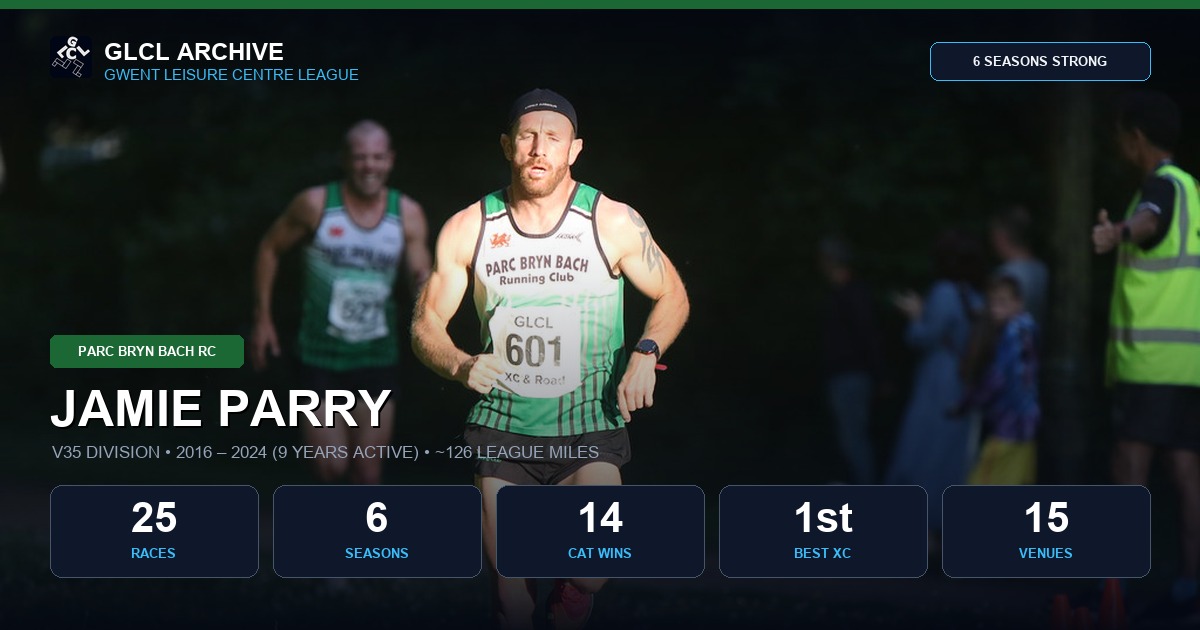 GLCL ARCHIVE
GWENT LEISURE CENTRE LEAGUE
6 SEASONS STRONG
PARC BRYN BACH
Running Club
GLCL
601
XC & Road
PARC BRYN BACH RC
JAMIE PARRY
V35 DIVISION • 2016 – 2024 (9 YEARS ACTIVE) • ~126 LEAGUE MILES
25
RACES
6
SEASONS
14
CAT WINS
1st
BEST XC
15
VENUES